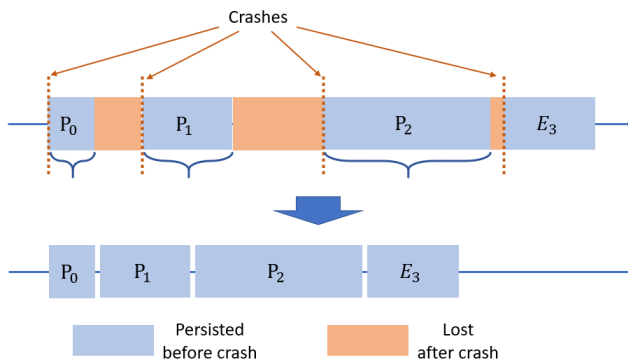 Crashes
P₀
P₁
P₂
E₃
P₀
P₁
P₂
E₃
Persisted
before crash
Lost
after crash